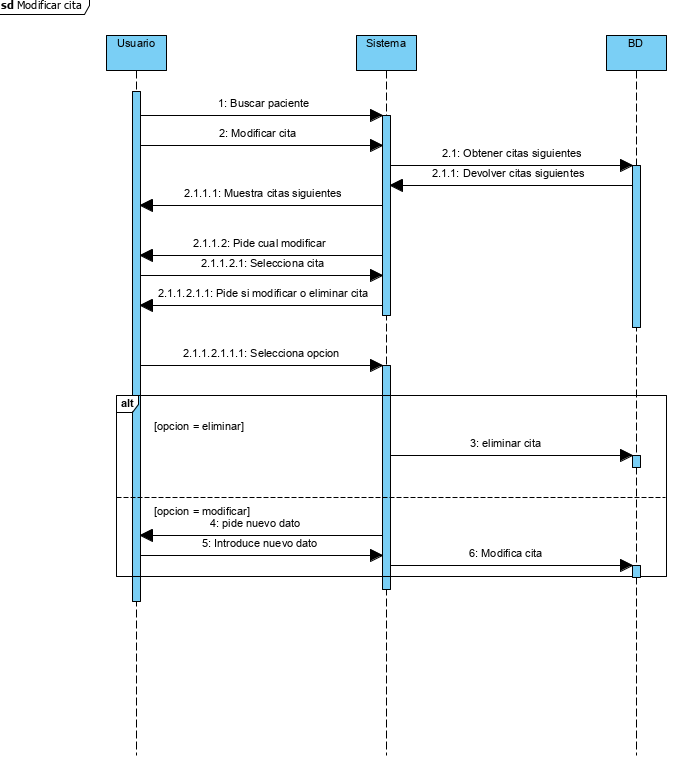 sd Modificar cita
Usuario
Sistema
BD
1: Buscar paciente
2: Modificar cita
2.1: Obtener citas siguientes
2.1.1: Devolver citas siguientes
2.1.1.1: Muestra citas siguientes
2.1.1.2: Pide cual modificar
2.1.1.2.1: Selecciona cita
2.1.1.2.1.1: Pide si modificar o eliminar cita
2.1.1.2.1.1.1: Selecciona opcion
alt
[opcion = eliminar]
3: eliminar cita
[opcion = modificar]
4: pide nuevo dato
5: Introduce nuevo dato
6: Modifica cita